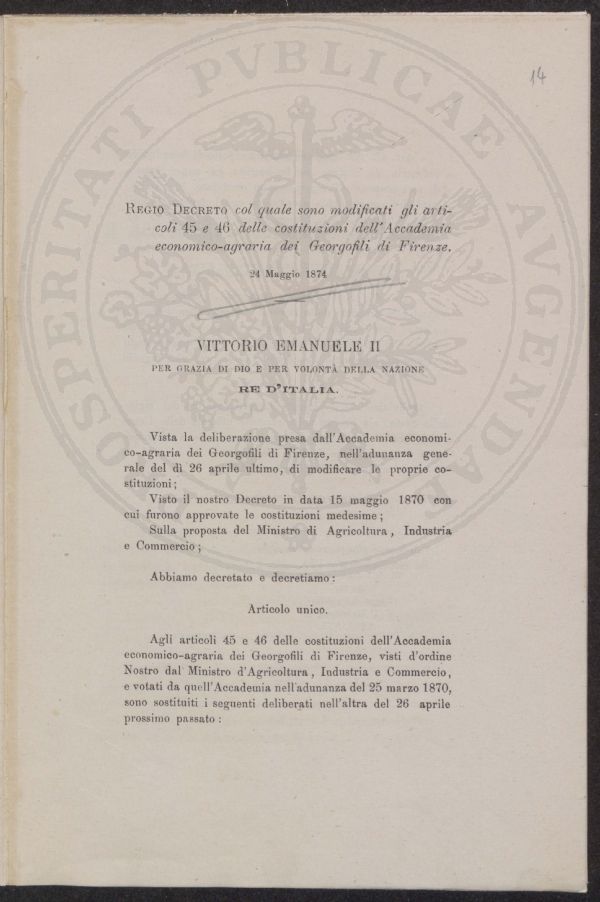 14
REGIO DECRETO col quale sono modificati gli arti-
coli 45 e 46 delle costituzioni dell'Accademia
economico-agraria dei Georgofili di Firenze.
24 Maggio 1874
VITTORIO EMANUELE II
PER GRAZIA DI DIO E PER VOLONTÀ DELLA NAZIONE
RE D'ITALIA.
Vista la deliberazione presa dall'Accademia economi-
co-agraria dei Georgofili di Firenze, nell'adunanza gene-
rale del dì 26 aprile ultimo, di modificare le proprie co-
stituzioni;
Visto il nostro Decreto in data 15 maggio 1870 con
cui furono approvate le costituzioni medesime;
Sulla proposta del Ministro di Agricoltura, Industria
e Commercio;
Abbiamo decretato e decretiamo:
Articolo unico.
Agli articoli 45 e 46 delle costituzioni dell'Accademia
economico-agraria dei Georgofili di Firenze, visti d'ordine
Nostro dal Ministro d'Agricoltura, Industria e Commercio,
e votati da quell'Accademia nell'adunanza del 25 marzo 1870,
sono sostituiti i seguenti deliberati nell'altra del 26 aprile
prossimo passato:
PROSPERITATI PVBLICAE AVGENDAE